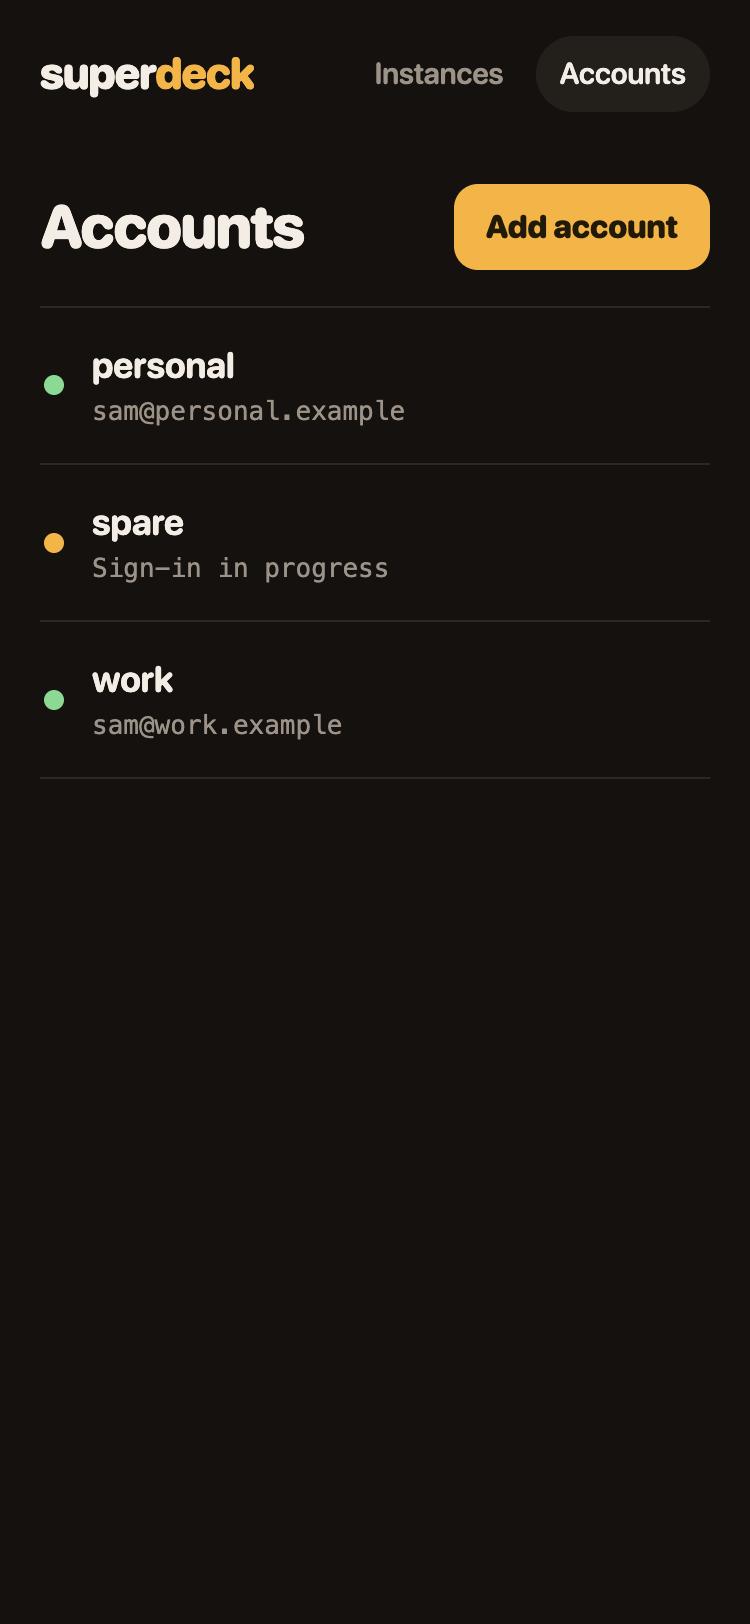 superdeck
Instances
Accounts
Accounts
Add account
personal
sam@personal.example
spare
Sign-in in progress
work
sam@work.example